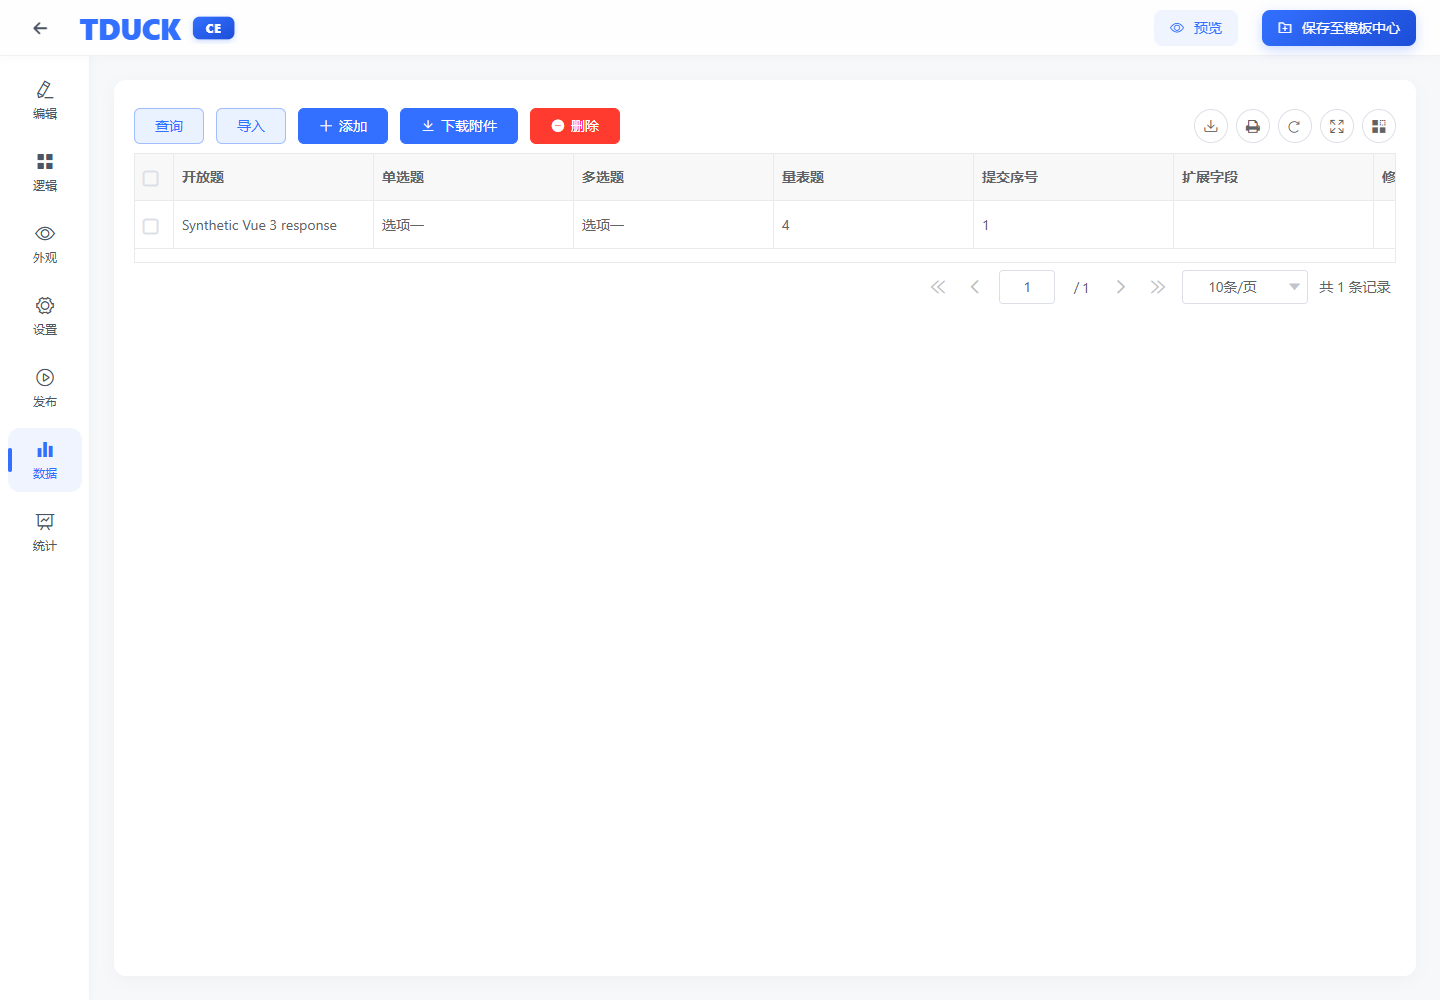 TDUCK CE
预览
保存至模板中心
编辑
逻辑
外观
设置
发布
数据
统计
查询
导入
添加
下载附件
删除
开放题 单选题 多选题 量表题 提交序号 扩展字段 修
Synthetic Vue 3 response 选项一 选项一 4 1
1 / 1 10条/页 共 1 条记录